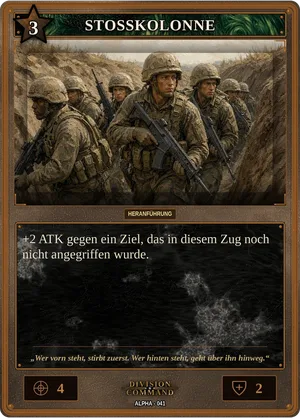 3
STOSSKOLONNE
HERANFÜHRUNG
+2 ATK gegen ein Ziel, das in diesem Zug noch
nicht angegriffen wurde.
„Wer vorn steht, stirbt zuerst. Wer hinten steht, geht über ihn hinweg.“
4
DIVISION
COMMAND
ALPHA · 041
2